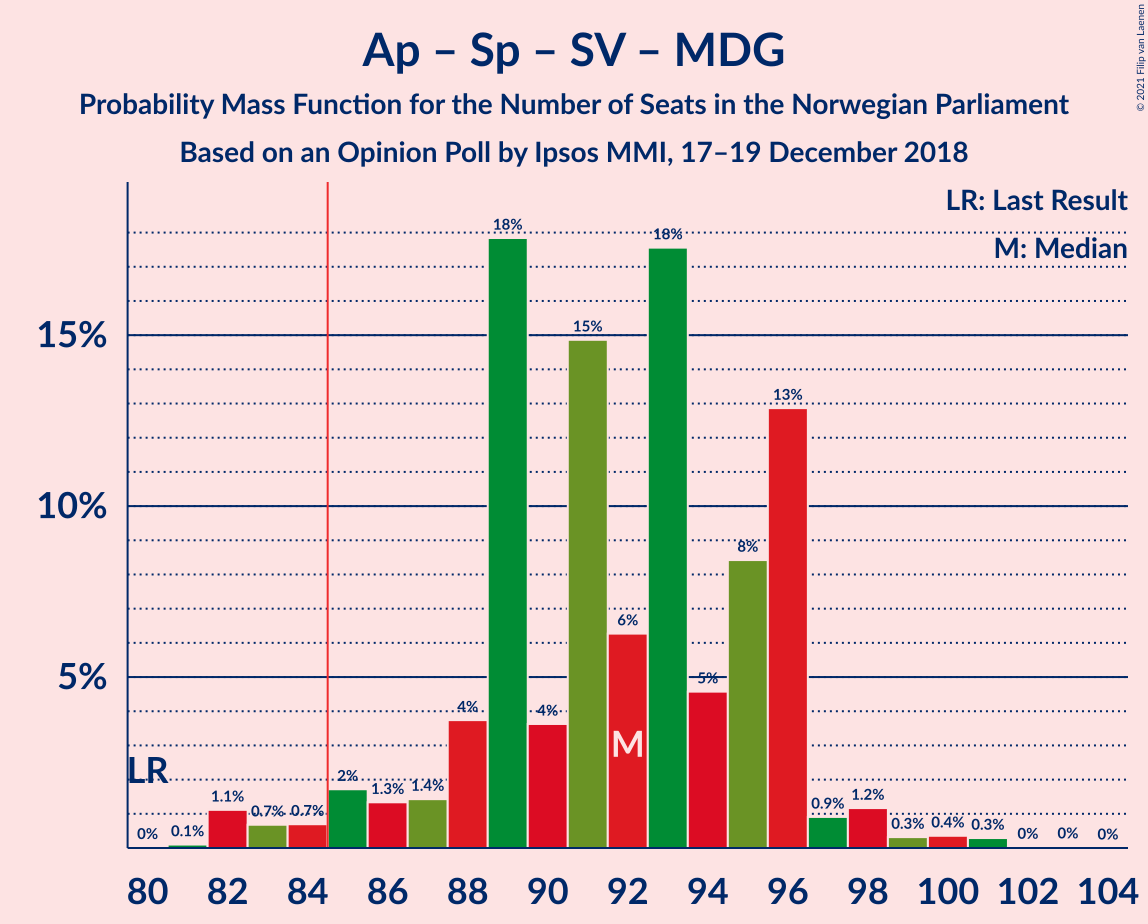 Ap – Sp – SV – MDG
Probability Mass Function for the Number of Seats in the Norwegian Parliament
Based on an Opinion Poll by Ipsos MMI, 17–19 December 2018
© 2021 Filip van Laenen
LR: Last Result
M: Median
15%
10%
5%
LR
0% 0.1% 1.1% 0.7% 0.7% 2% 1.3% 1.4% 4% 18% 4% 15% 6% 18% 5% 8% 13% 0.9% 1.2% 0.3% 0.4% 0.3% 0% 0% 0%
M
80 82 84 86 88 90 92 94 96 98 100 102 104